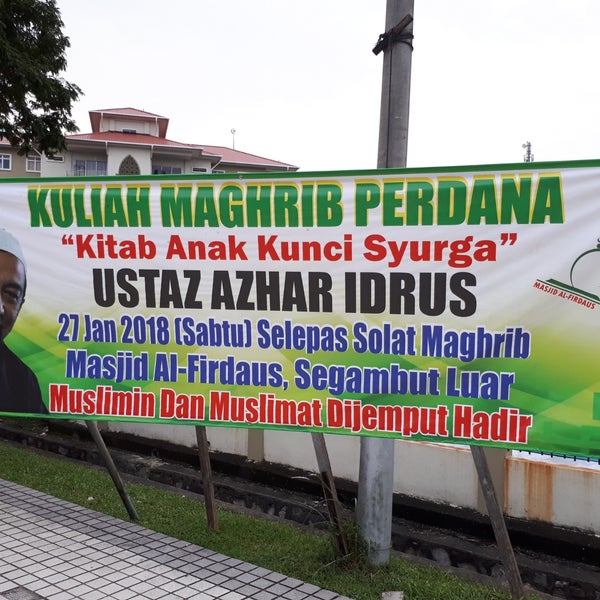 KULIAH MAGHRIB PERDANA
“Kitab Anak Kunci Syurga”
USTAZ AZHAR IDRUS
27 Jan 2018 (Sabtu) Selepas Solat Maghrib
Masjid Al-Firdaus, Segambut Luar
Muslimin Dan Muslimat Dijemput Hadir
MASJID AL-FIRDAUS